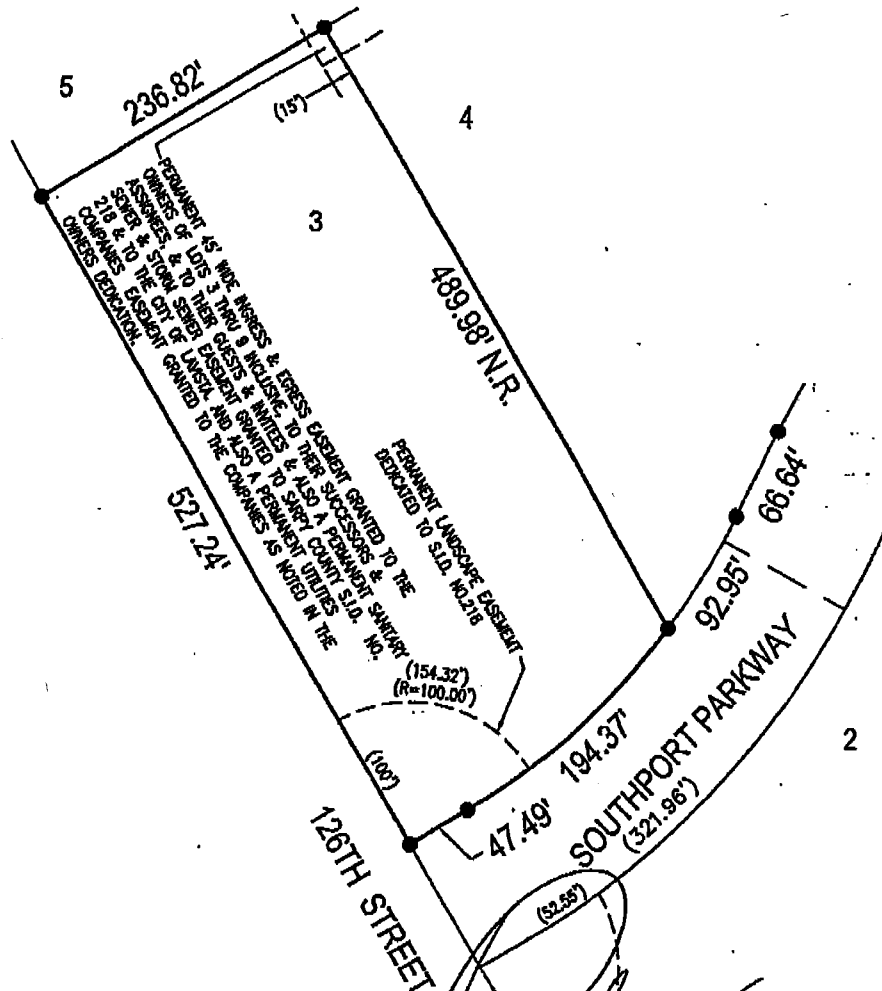 5
236.82'
(15')
4
3
PERMANENT 45' WIDE INGRESS & EGRESS EASEMENT GRANTED TO THE
OWNERS OF LOTS 3 THRU 9 INCLUSIVE, TO THEIR SUCCESSORS &
ASSIGNEES, & TO THEIR GUESTS & INVITEES & ALSO A PERMANENT SANITARY
SEWER & STORM SEWER EASEMENT GRANTED TO SARPY COUNTY S.I.D. NO.
218 & TO THE CITY OF LAVISTA, AND ALSO A PERMANENT UTILITIES
COMPANIES EASEMENT GRANTED TO THE COMPANIES AS NOTED IN THE
OWNERS DEDICATION.
489.98' N.R.
PERMANENT LANDSCAPE EASEMENT
DEDICATED TO S.I.D. NO.218
527.24'
66.64'
92.95'
(154.32')
(R=100.00')
(100')
194.37'
47.49'
SOUTHPORT PARKWAY
(321.96')
2
126TH STREET
(52.55')